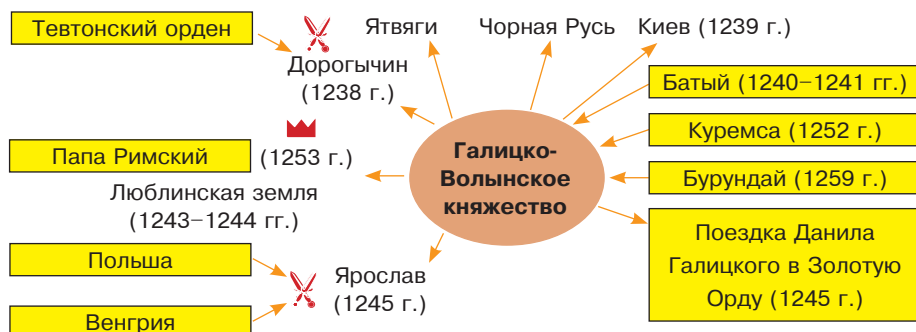 Тевтонский орден
Ятвяги
Чорная Русь
Киев (1239 г.)
Дорогычин
(1238 г.)
Батый (1240–1241 гг.)
Куремса (1252 г.)
Папа Римский
(1253 г.)
Галицко-
Волынское
княжество
Бурундай (1259 г.)
Люблинская земля
(1243–1244 гг.)
Поездка Данила
Галицкого в Золотую
Орду (1245 г.)
Польша
Ярослав
(1245 г.)
Венгрия